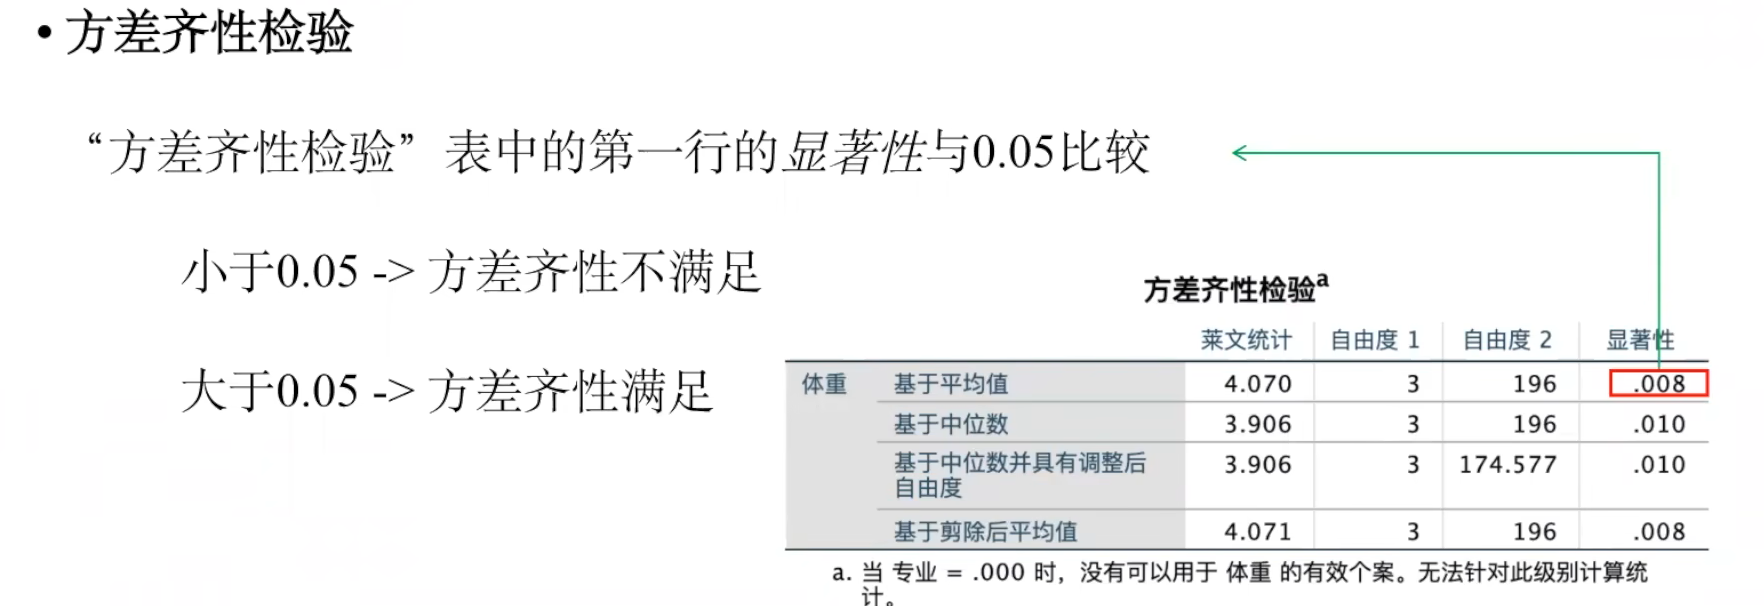 • 方差齐性检验
“方差齐性检验” 表中的第一行的显著性与0.05比较
小于0.05 -> 方差齐性不满足
大于0.05 -> 方差齐性满足
方差齐性检验a
莱文统计 自由度 1 自由度 2 显著性
体重 基于平均值 4.070 3 196 .008
基于中位数 3.906 3 196 .010
基于中位数并具有调整后 3.906 3 174.577 .010
自由度
基于剪除后平均值 4.071 3 196 .008
a. 当 专业 = .000 时，没有可以用于 体重 的有效个案。无法针对此级别计算统
计。